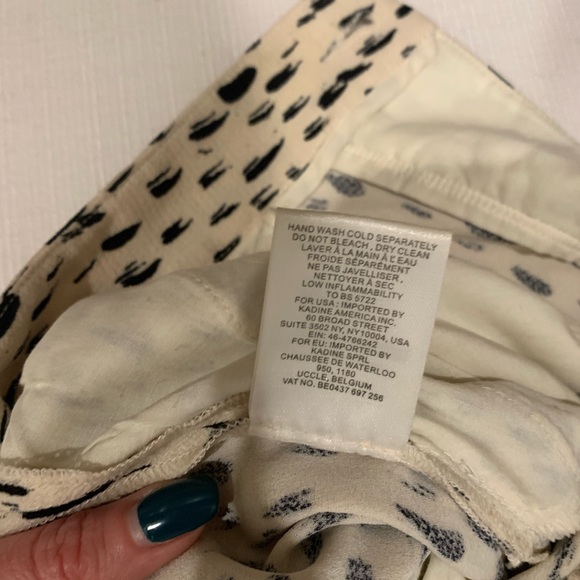 HAND WASH COLD SEPARATELY
DO NOT BLEACH , DRY CLEAN
LAVER À LA MAIN À L'EAU
FROIDE SÉPARÉMENT
NE PAS JAVELLISER ,
NETTOYER À SEC
LOW INFLAMMABILITY
TO BS 5722
FOR USA : IMPORTED BY
KADINE AMERICA INC.
60 BROAD STREET
SUITE 3502 NY, NY10004, USA
EIN: 46-4766242
FOR EU: IMPORTED BY
KADINE SPRL
CHAUSSEE DE WATERLOO
950, 1180
UCCLE, BELGIUM
VAT NO. BE0437 697 256